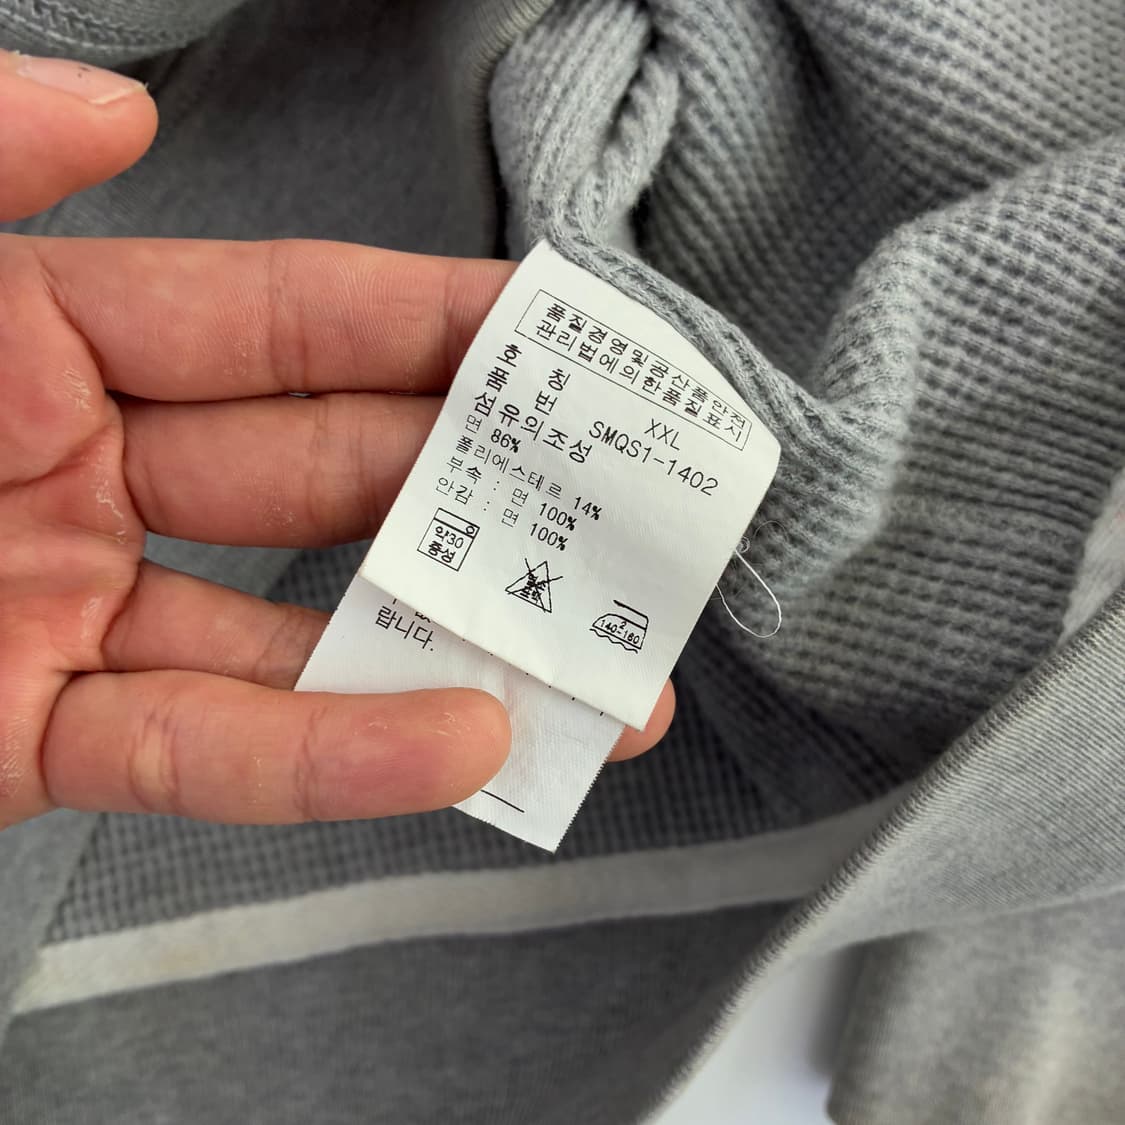 품질경영및공산품안전
관리법에의한품질표시
호 칭 XXL
품 번 SMQS1-1402
섬유의조성
면 86%
폴리에스테르 14%
부속 : 면 100%
안감 : 면 100%
약30
중성
2
140-160
랍니다.